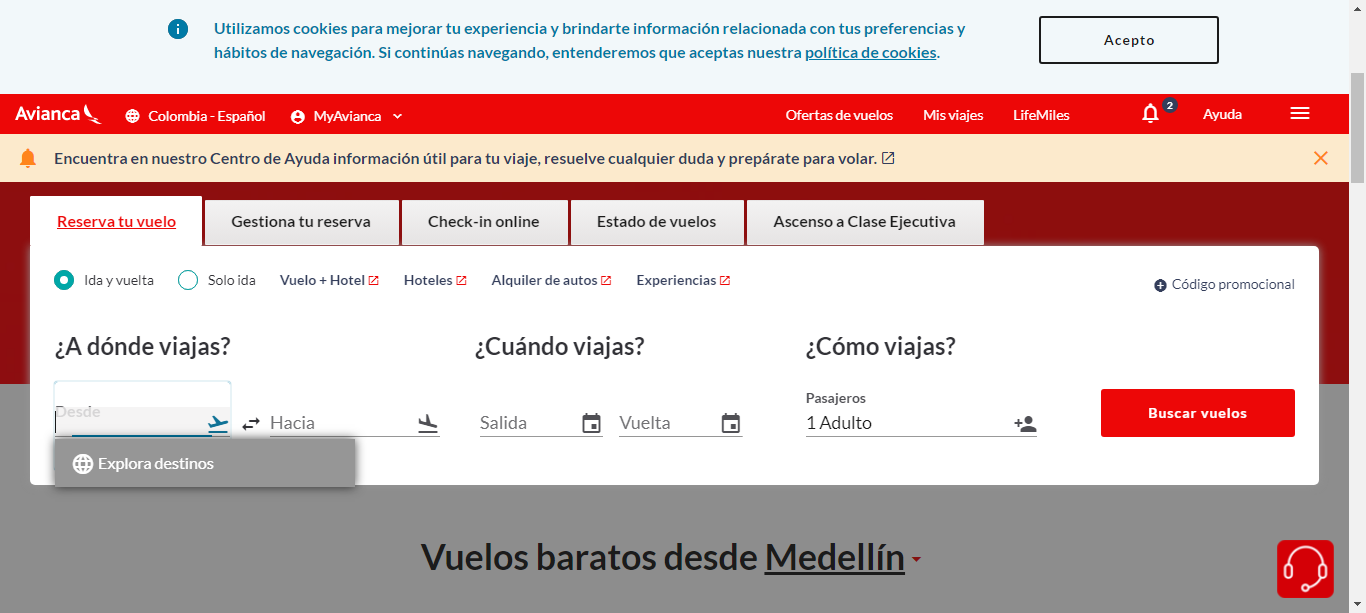 Utilizamos cookies para mejorar tu experiencia y brindarte información relacionada con tus preferencias y
hábitos de navegación. Si continúas navegando, entenderemos que aceptas nuestra política de cookies.
Acepto
Avianca
Colombia - Español
MyAvianca
Ofertas de vuelos
Mis viajes
LifeMiles
2
Ayuda
Encuentra en nuestro Centro de Ayuda información útil para tu viaje, resuelve cualquier duda y prepárate para volar.
Reserva tu vuelo
Gestiona tu reserva
Check-in online
Estado de vuelos
Ascenso a Clase Ejecutiva
Ida y vuelta
Solo ida
Vuelo + Hotel
Hoteles
Alquiler de autos
Experiencias
Código promocional
¿A dónde viajas?
¿Cuándo viajas?
¿Cómo viajas?
Desde
Hacia
Salida
Vuelta
Pasajeros
1 Adulto
Buscar vuelos
Explora destinos
Vuelos baratos desde Medellín